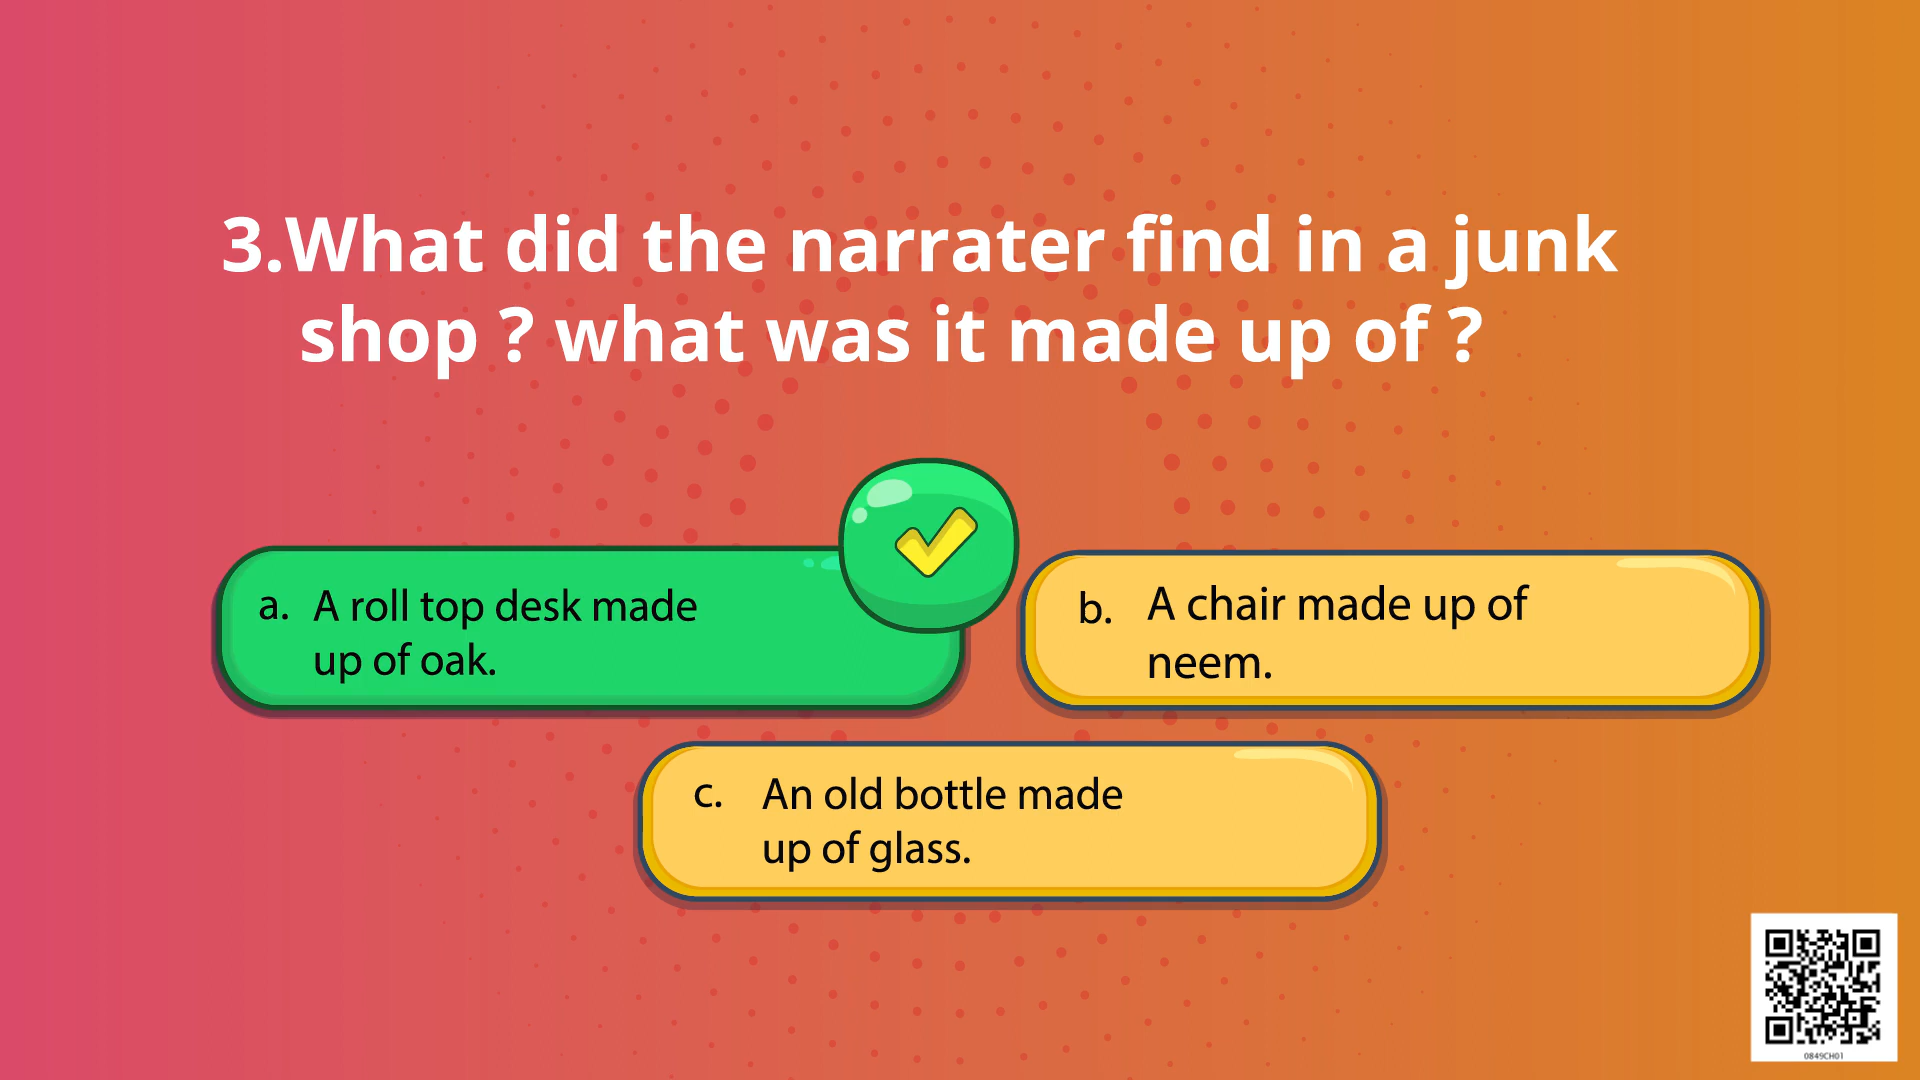 3.What did the narrater find in a junk
shop ? what was it made up of ?
a. A roll top desk made
up of oak.
b. A chair made up of
neem.
c. An old bottle made
up of glass.
0849CH01